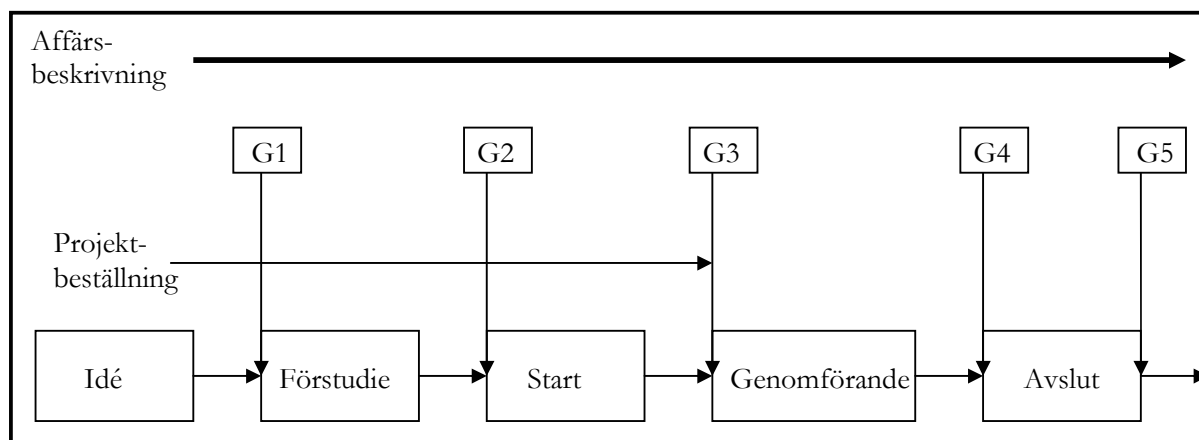 Affärs-
beskrivning
G1 G2 G3 G4 G5
Projekt-
beställning
Idé Förstudie Start Genomförande Avslut